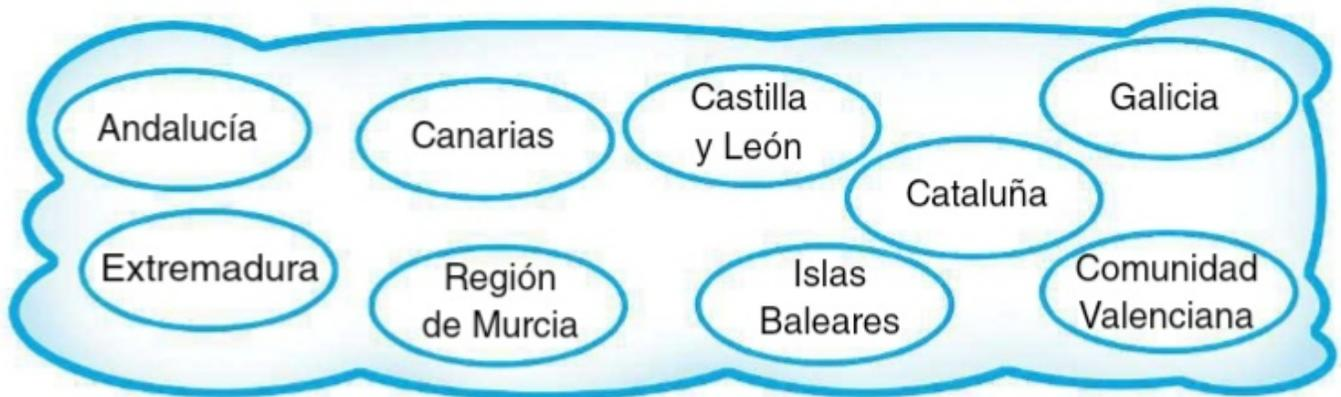 Andalucía
Canarias
Castilla
y León
Galicia
Cataluña
Extremadura
Región
de Murcia
Islas
Baleares
Comunidad
Valenciana